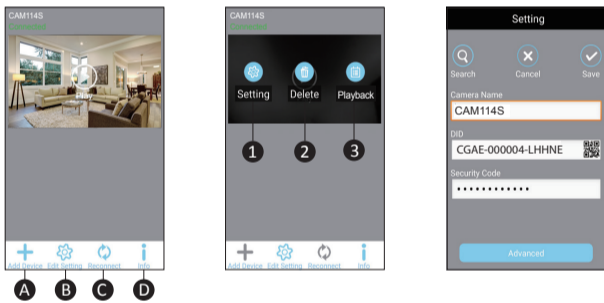 CAM114S
Play
Add Device Edit Setting Reconnect Info
A B C D
CAM114S
Setting Delete Playback
1 2 3
Add Device Edit Setting Reconnect Info
Setting
Search Cancel Save
Camera Name
CAM114S
DID
CGAE-000004-LHHNE
Security Code
Advanced